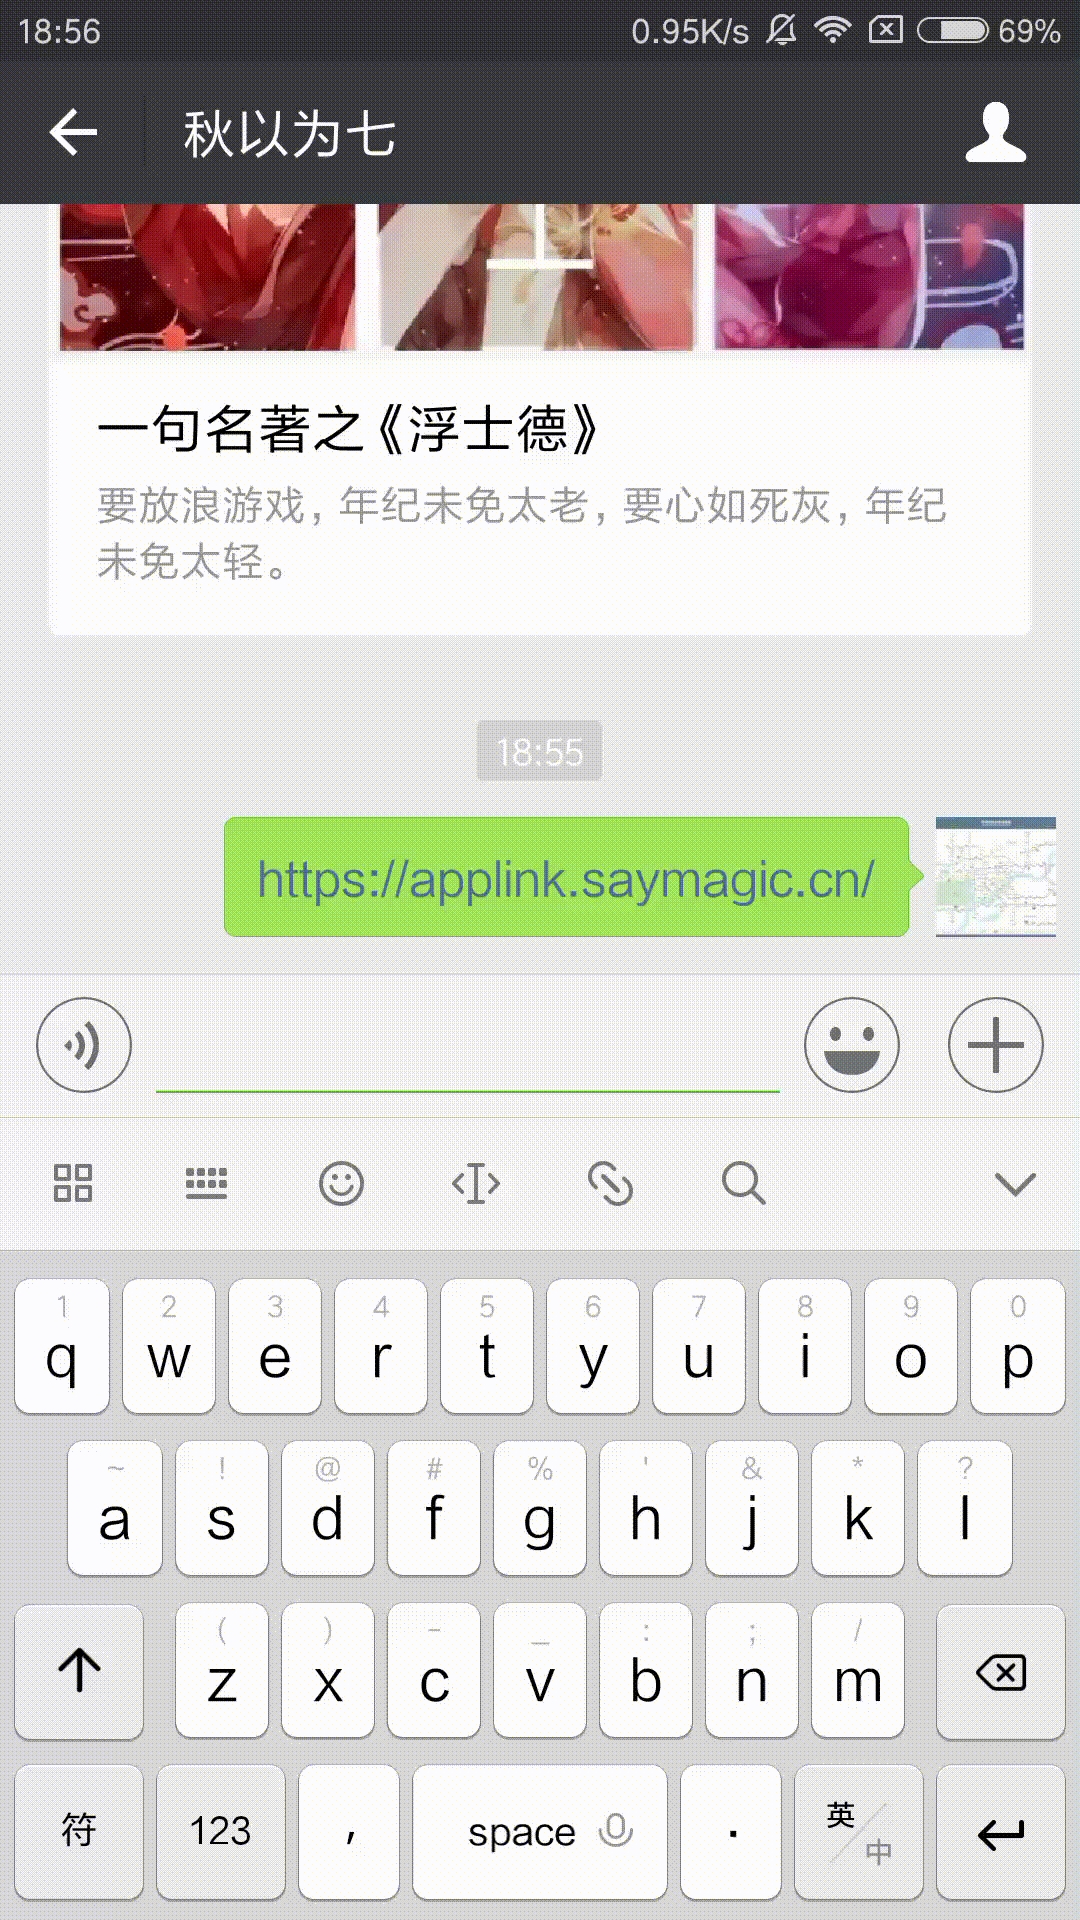 18:56 0.95K/s 69%
秋以为七
一句名著之《浮士德》
要放浪游戏，年纪未免太老，要心如死灰，年纪
未免太轻。
18:55
https://applink.saymagic.cn/
1 2 3 4 5 6 7 8 9 0
q w e r t y u i o p
~ ! @ # % ' & * ?
a s d f g h j k l
( ) - _ : ; /
z x c v b n m
符 123 , space . 英/中